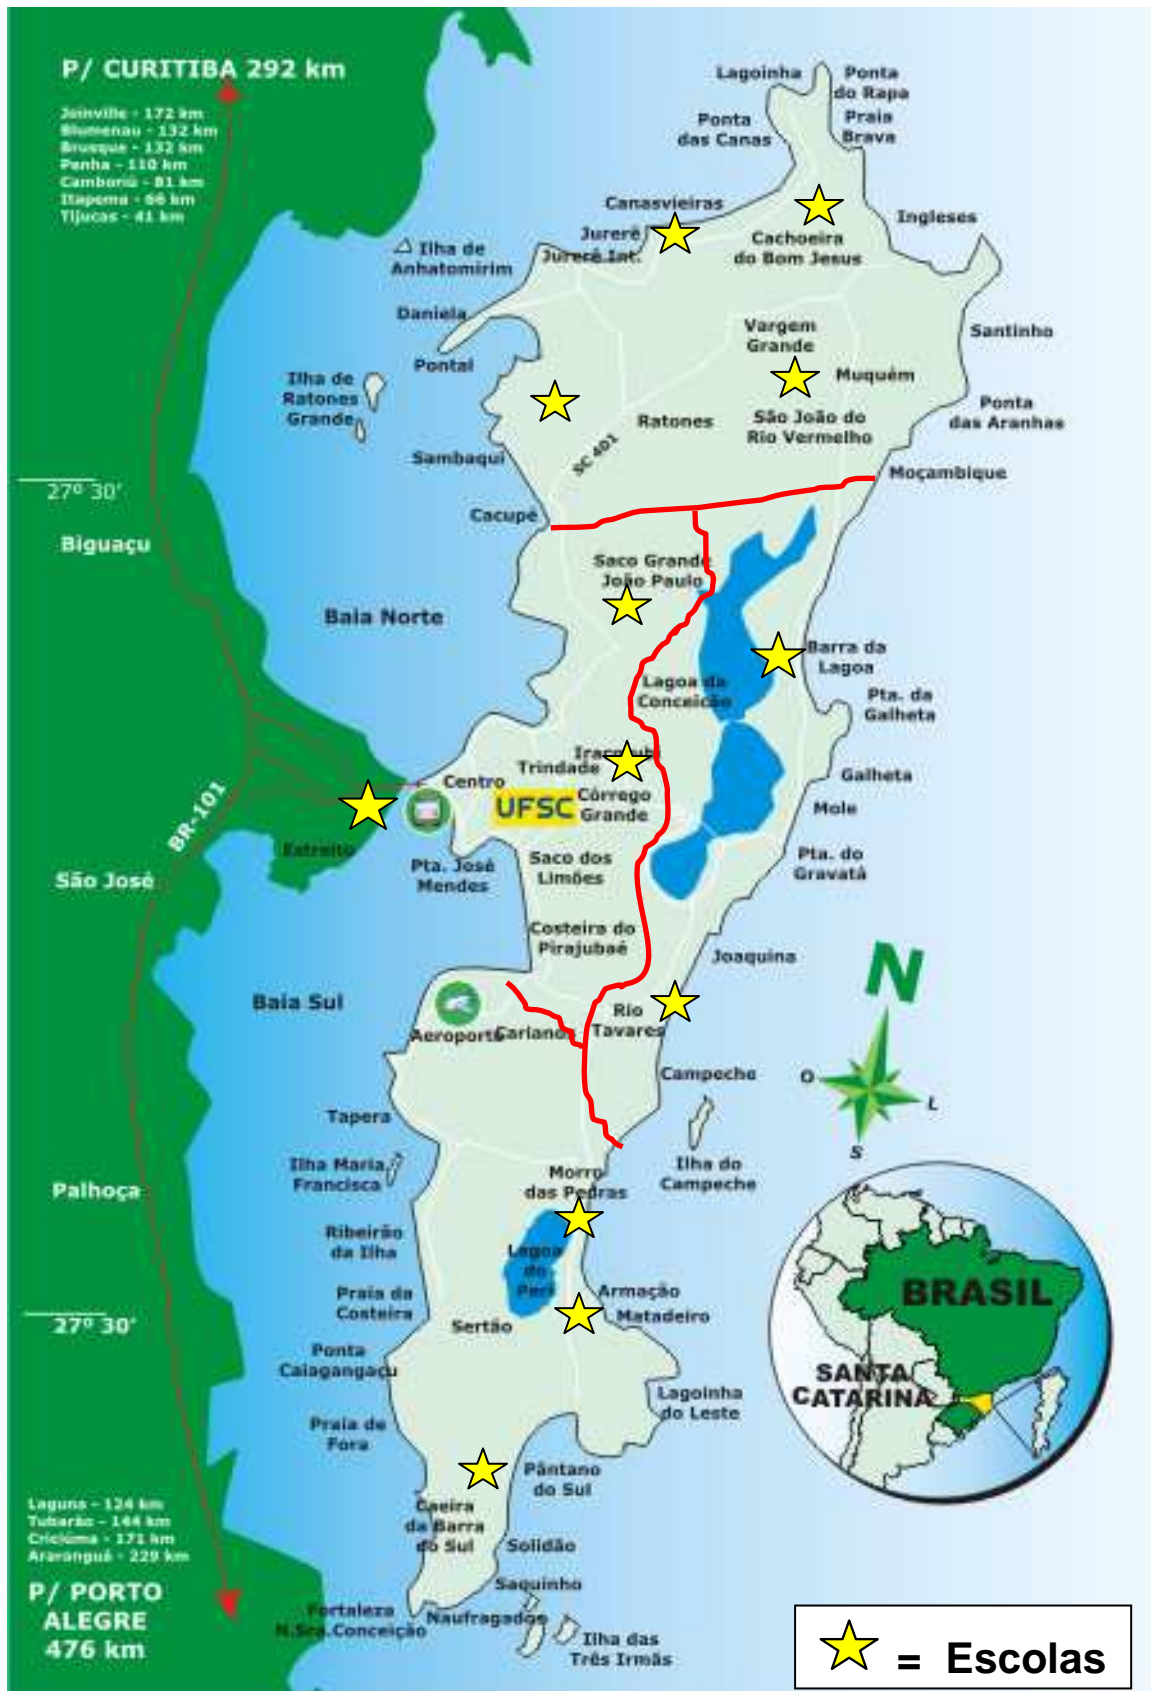 P/ CURITIBA 292 km
Joinville - 172 km
Blumenau - 132 km
Brusque - 132 km
Penha - 110 km
Camboriú - 81 km
Itapema - 66 km
Tijucas - 41 km
Lagoinha
Ponta
do Rapa
Ponta
das Canas
Praia
Brava
Canasvieiras
Jurerê
Jurerê Int.
Cachoeira
do Bom Jesus
Ingleses
Ilha de
Anhatomirim
Daniela
Pontal
Vargem
Grande
Santinho
Ilha de
Ratones
Grande
Muquém
Ratones
São João do
Rio Vermelho
Ponta
das Aranhas
SC 401
Sambaqui
Moçambique
27º 30'
Cacupé
Biguaçu
Saco Grande
João Paulo
Baia Norte
Barra da
Lagoa
Lagoa da
Conceição
Pta. da
Galheta
Trindade
Centro
UFSC
Córrego
Grande
Galheta
Mole
BR-101
Estreito
São José
Pta. José
Mendes
Saco dos
Limões
Pta. do
Gravatá
Costeira do
Pirajubaé
Joaquina
N
Baia Sul
Aeroporto
Carianos
Rio
Tavares
Campeche
O
L
S
Tapera
Ilha Maria
Francisca
Morro
das Pedras
Ilha do
Campeche
Palhoça
Ribeirão
da Ilha
Lagoa
do
Peri
BRASIL
Praia da
Costeira
Armação
Matadeiro
27º 30'
Sertão
Ponta
Caiagangaçu
SANTA
CATARINA
Lagoinha
do Leste
Praia de
Fora
Pântano
do Sul
Caeira
da Barra
do Sul
Solidão
Laguna - 124 km
Tubarão - 144 km
Criciúma - 171 km
Araranguá - 229 km
P/ PORTO
ALEGRE
476 km
Saquinho
Fortaleza
N.Sra.Conceição
Naufragados
Ilha das
Três Irmãs
= Escolas